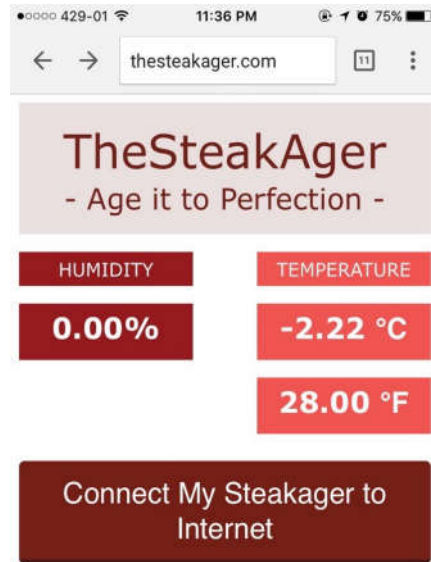 429-01 11:36 PM 75%
thesteakager.com 11
TheSteakAger
- Age it to Perfection -
HUMIDITY TEMPERATURE
0.00% -2.22 °C
28.00 °F
Connect My Steakager to
Internet